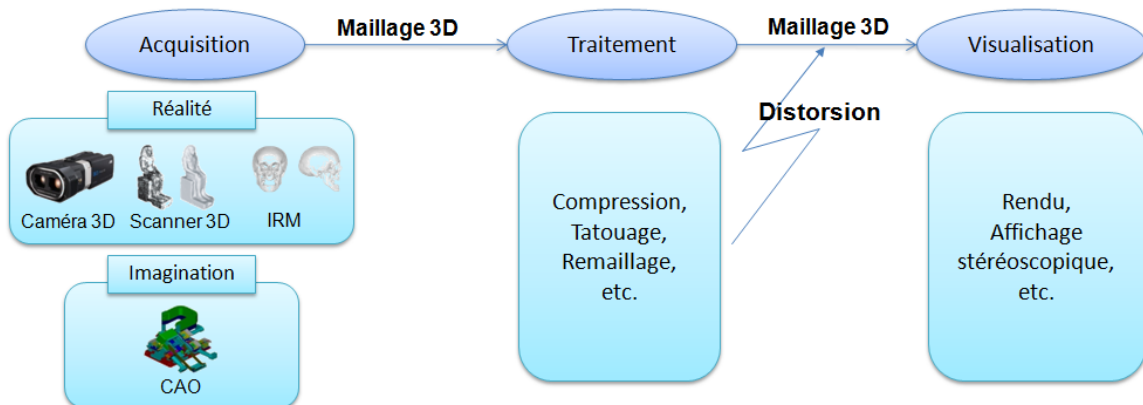 Acquisition
Maillage 3D
Traitement
Maillage 3D
Visualisation
Réalité
Caméra 3D
Scanner 3D
IRM
Imagination
CAO
Distorsion
Compression,
Tatouage,
Remaillage,
etc.
Rendu,
Affichage
stéréoscopique,
etc.